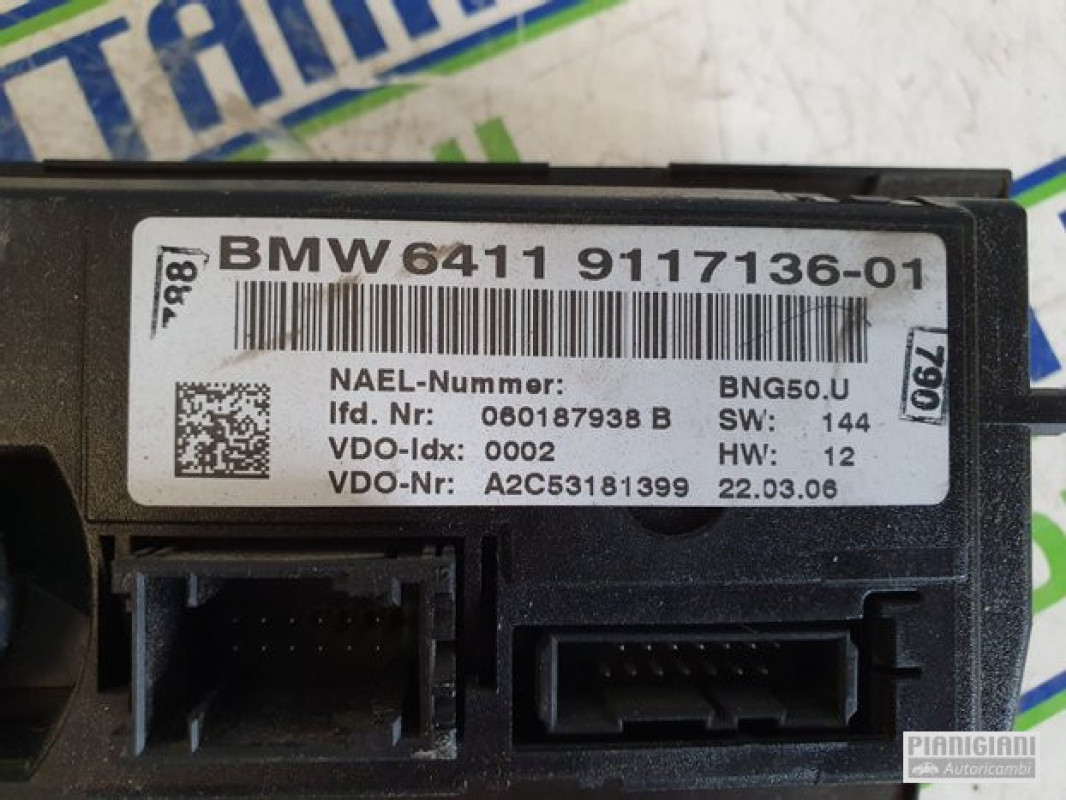 BMW 6411 9117136-01
790
NAEL-Nummer: BNG50.U
lfd. Nr: 060187938 B SW: 144
VDO-Idx: 0002 HW: 12
VDO-Nr: A2C53181399 22.03.06
PIANIGIANI
Autoricambi